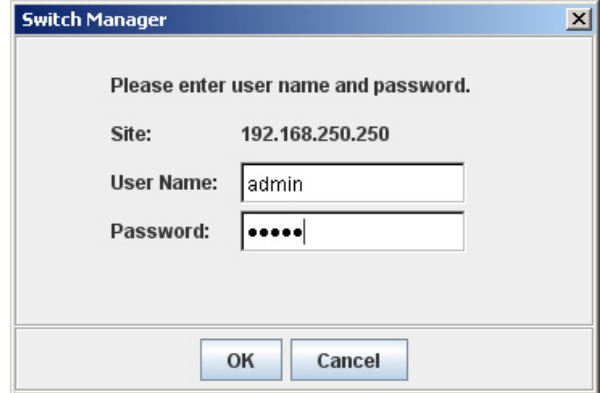 Switch Manager
Please enter user name and password.
Site: 192.168.250.250
User Name: admin
Password: •••••
OK Cancel